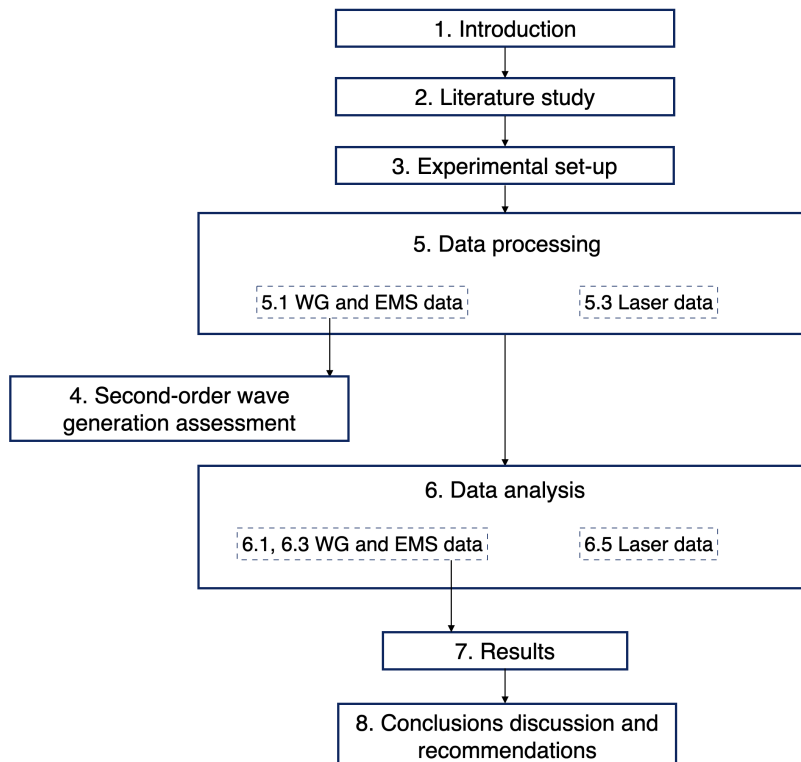 1. Introduction
2. Literature study
3. Experimental set-up
5. Data processing
5.1 WG and EMS data
5.3 Laser data
4. Second-order wave
generation assessment
6. Data analysis
6.1, 6.3 WG and EMS data
6.5 Laser data
7. Results
8. Conclusions discussion and
recommendations